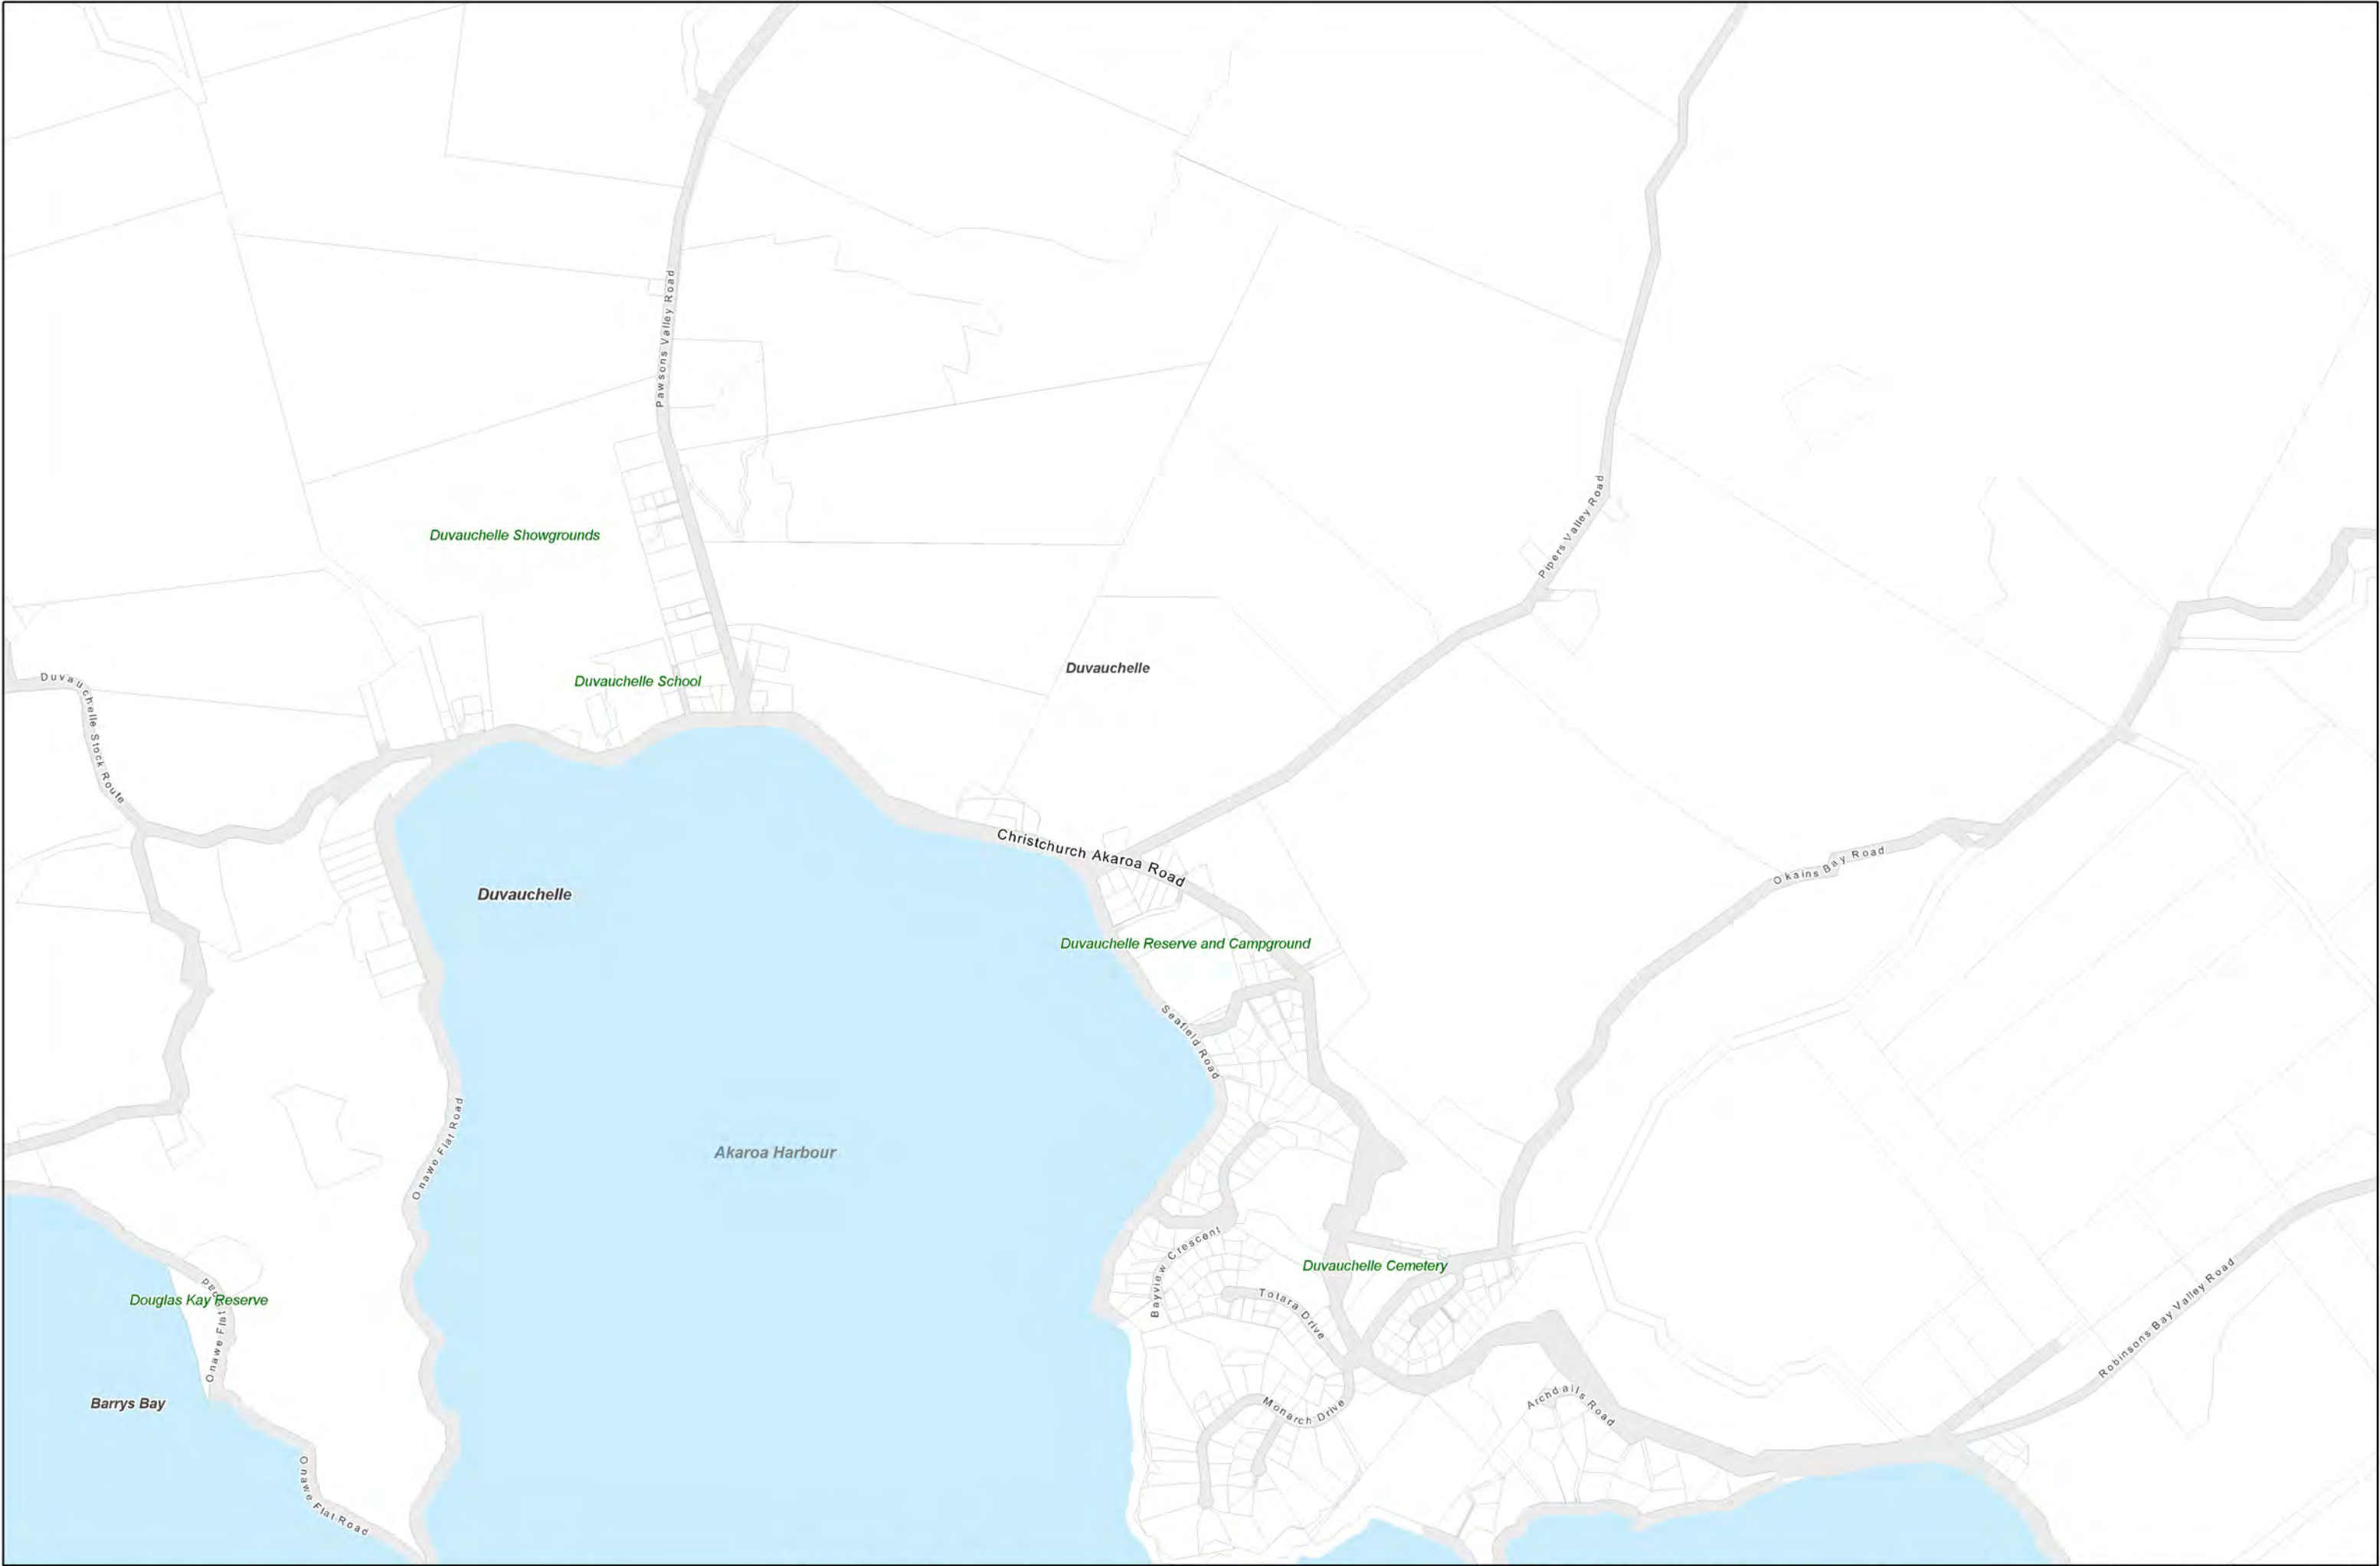 Pawsons Valley Road
Duvauchelle Showgrounds
Pipers Valley Road
Duvauchelle
Duvauchelle School
Duvauchelle Stock Route
Christchurch Akaroa Road
Okains Bay Road
Duvauchelle
Duvauchelle Reserve and Campground
Seafield Road
Onawe Flat Road
Akaroa Harbour
Bayview Crescent
Duvauchelle Cemetery
Douglas Kay Reserve
Onawe Flat Road
Totara Drive
Robinsons Bay Valley Road
Barrys Bay
Monarch Drive
Archdalls Road
Onawe Flat Road